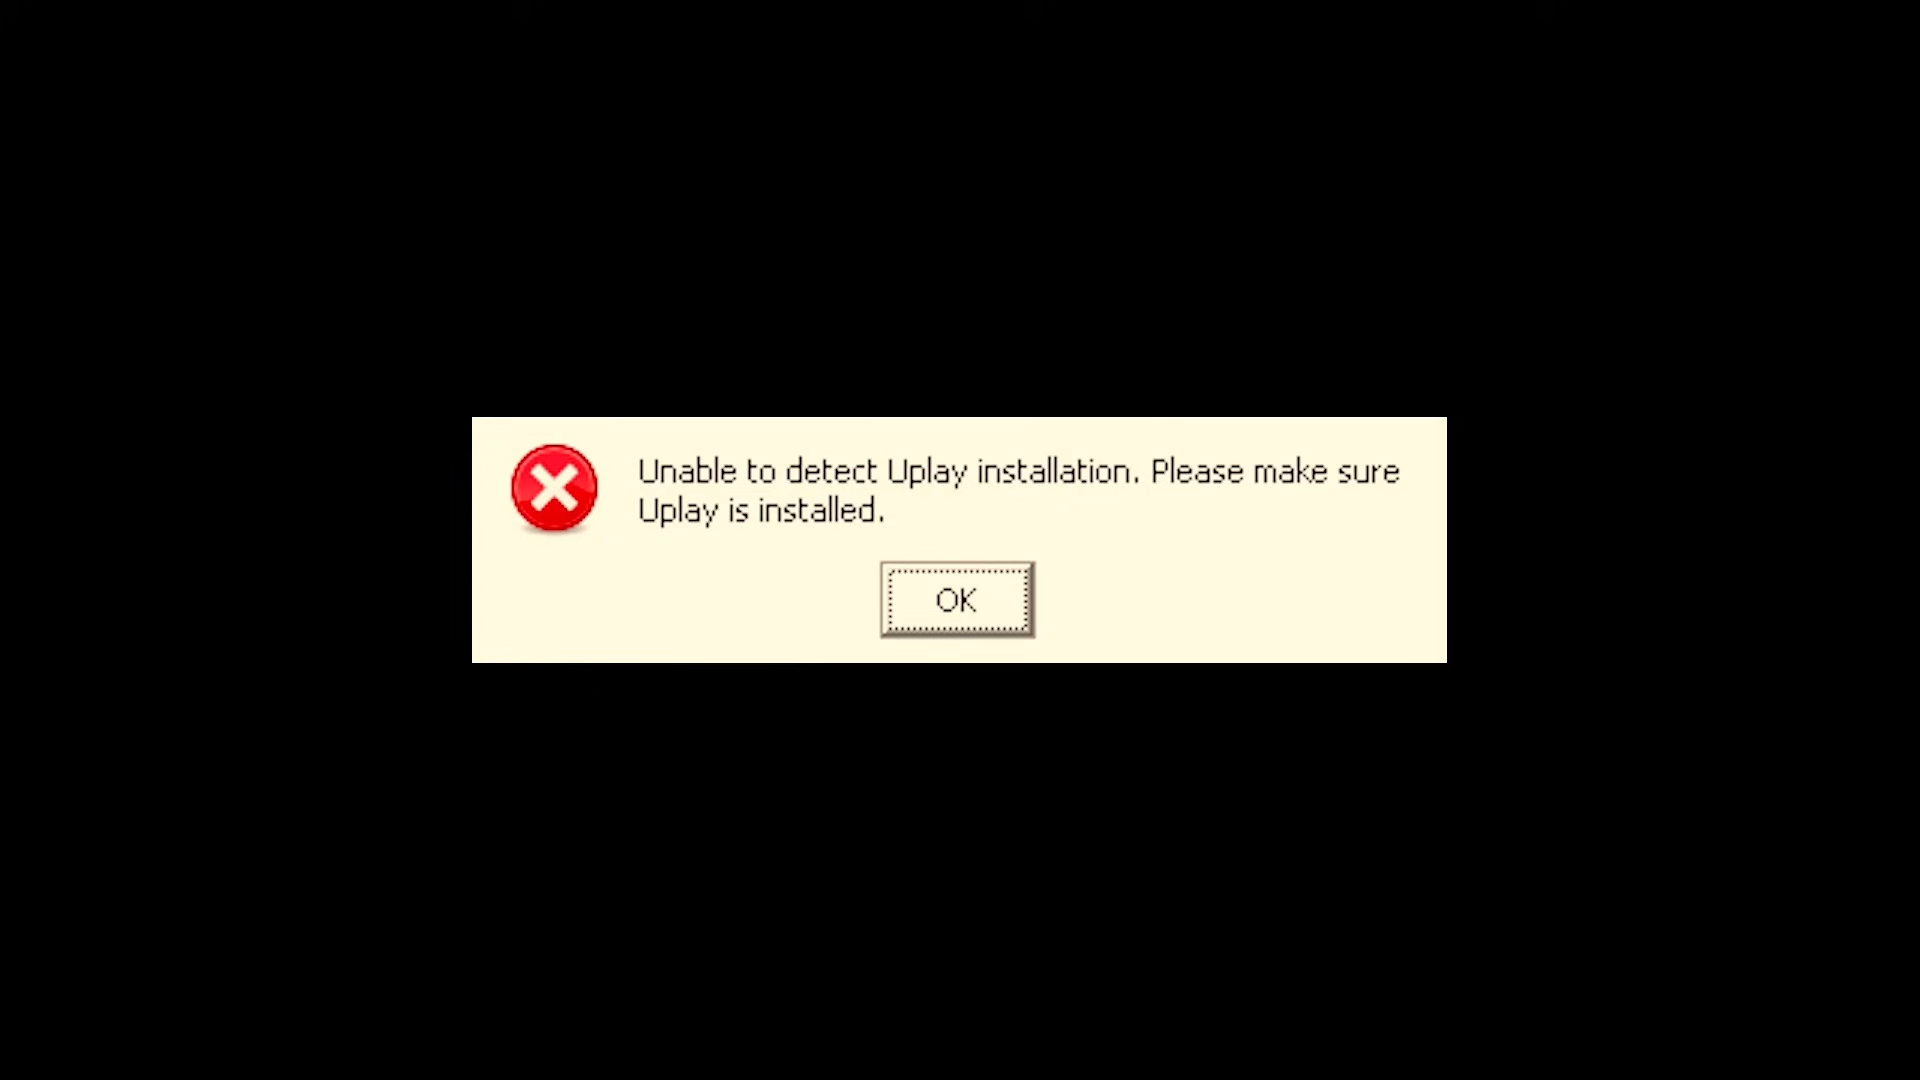 Unable to detect Uplay installation. Please make sure
Uplay is installed.
OK